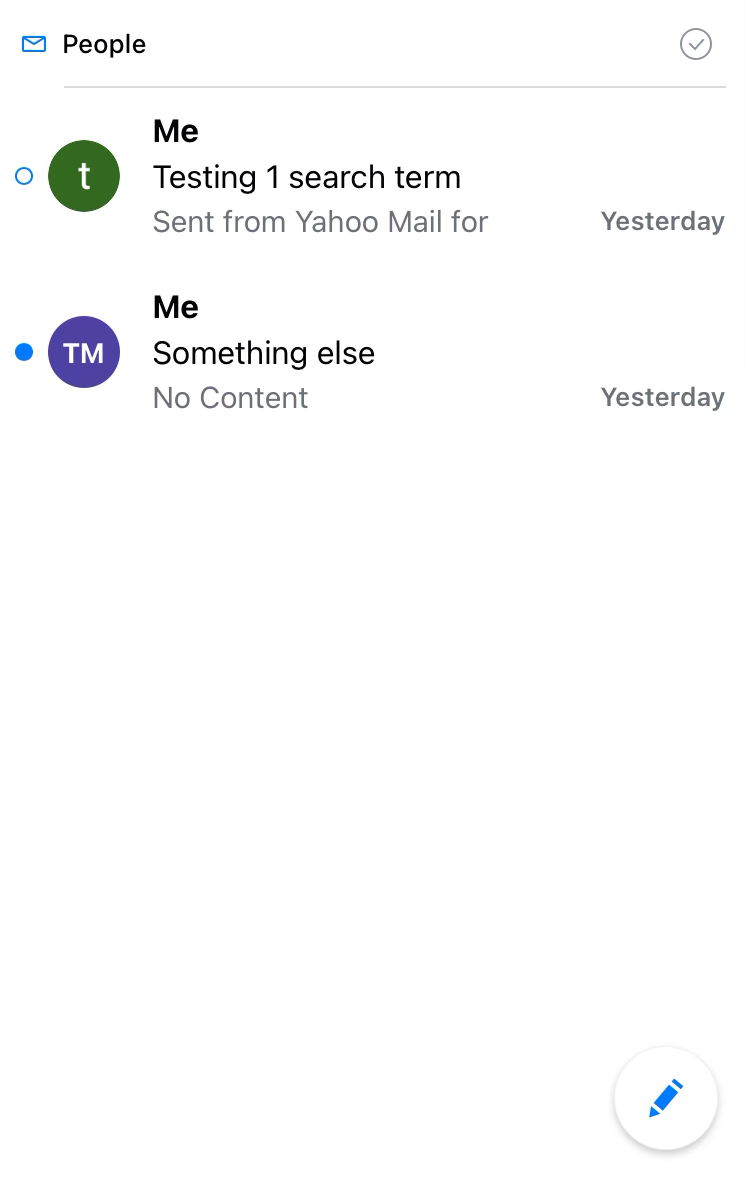 People
Me
t
Testing 1 search term
Sent from Yahoo Mail for
Yesterday
Me
TM
Something else
No Content
Yesterday